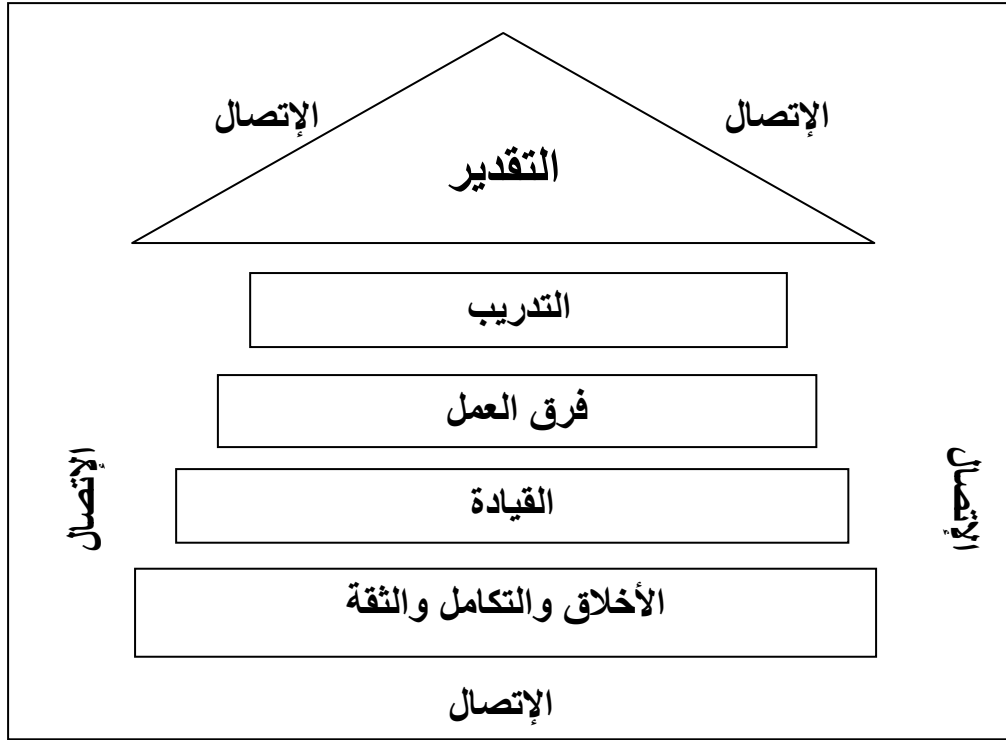 الإتصال
الإتصال
التقدير
التدريب
فرق العمل
الإتصال
الإتصال
القيادة
الأخلاق والتكامل والثقة
الإتصال